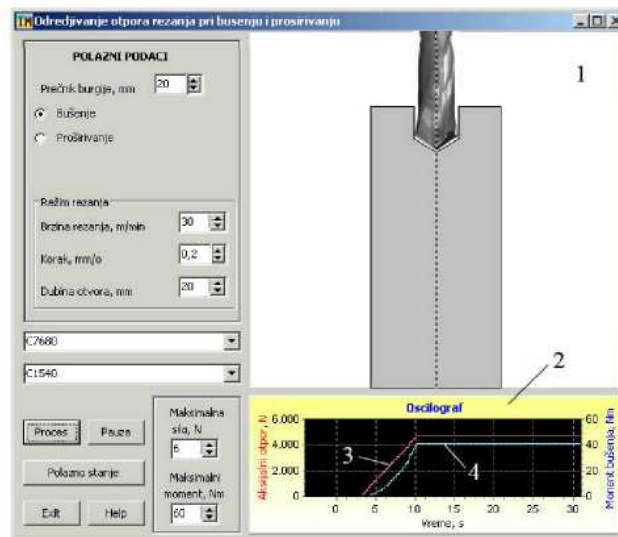 Odredjivanje otpora rezanja pri busenju i prosirivanju
POLAZNI PODACI
Prečnik burgije, mm 20
Bušenje
Proširivanje
Režim rezanja
Brzina rezanja, m/min 30
Korak, mm/o 0,2
Dubina otvora, mm 20
C7680
C1540
Proces Pauza
Polazno stanje
Exit Help
Maksimalna
sila, N
6
Maksimalni
moment, Nm
60
1
2
Oscilograf
Aksijalni otpor, N
6.000
4.000
2.000
0
3
4
60
40
20
0
Moment bušenja, Nm
0 5 10 15 20 25 30
Vreme, s